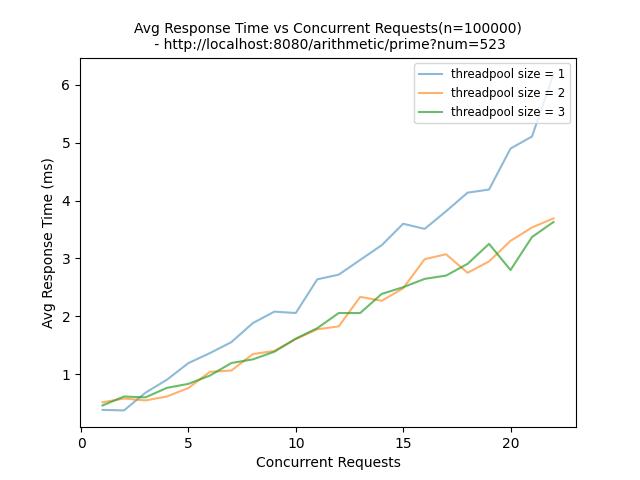 Avg Response Time vs Concurrent Requests(n=100000)
- http://localhost:8080/arithmetic/prime?num=523
threadpool size = 1
threadpool size = 2
threadpool size = 3
Avg Response Time (ms)
6
5
4
3
2
1
0
5
10
15
20
Concurrent Requests